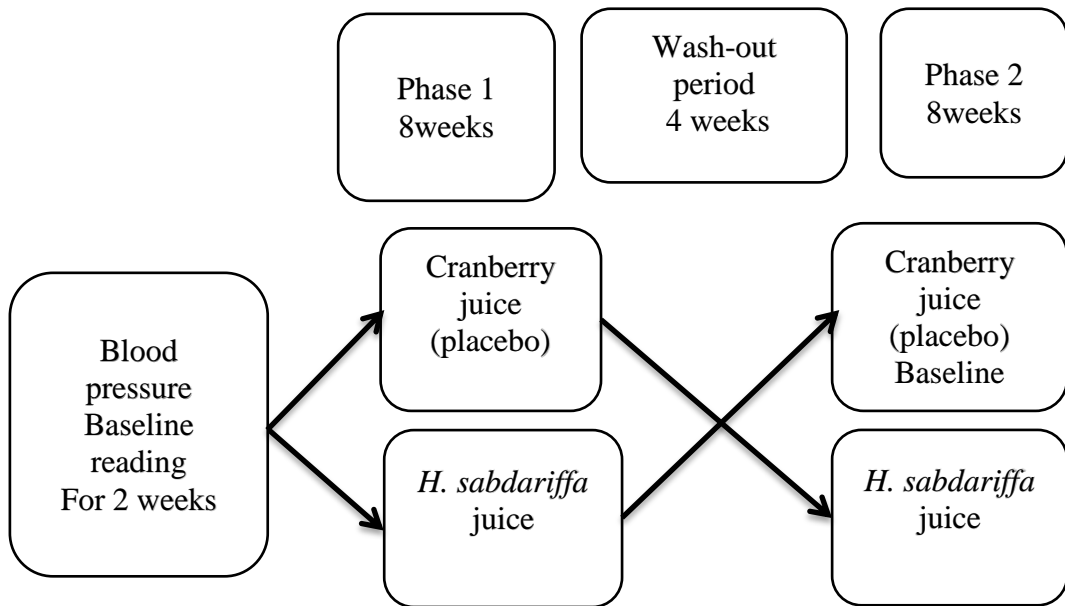 Phase 1
8weeks
Wash-out
period
4 weeks
Phase 2
8weeks
Blood
pressure
Baseline
reading
For 2 weeks
Cranberry
juice
(placebo)
Cranberry
juice
(placebo)
Baseline
H. sabdariffa
juice
H. sabdariffa
juice